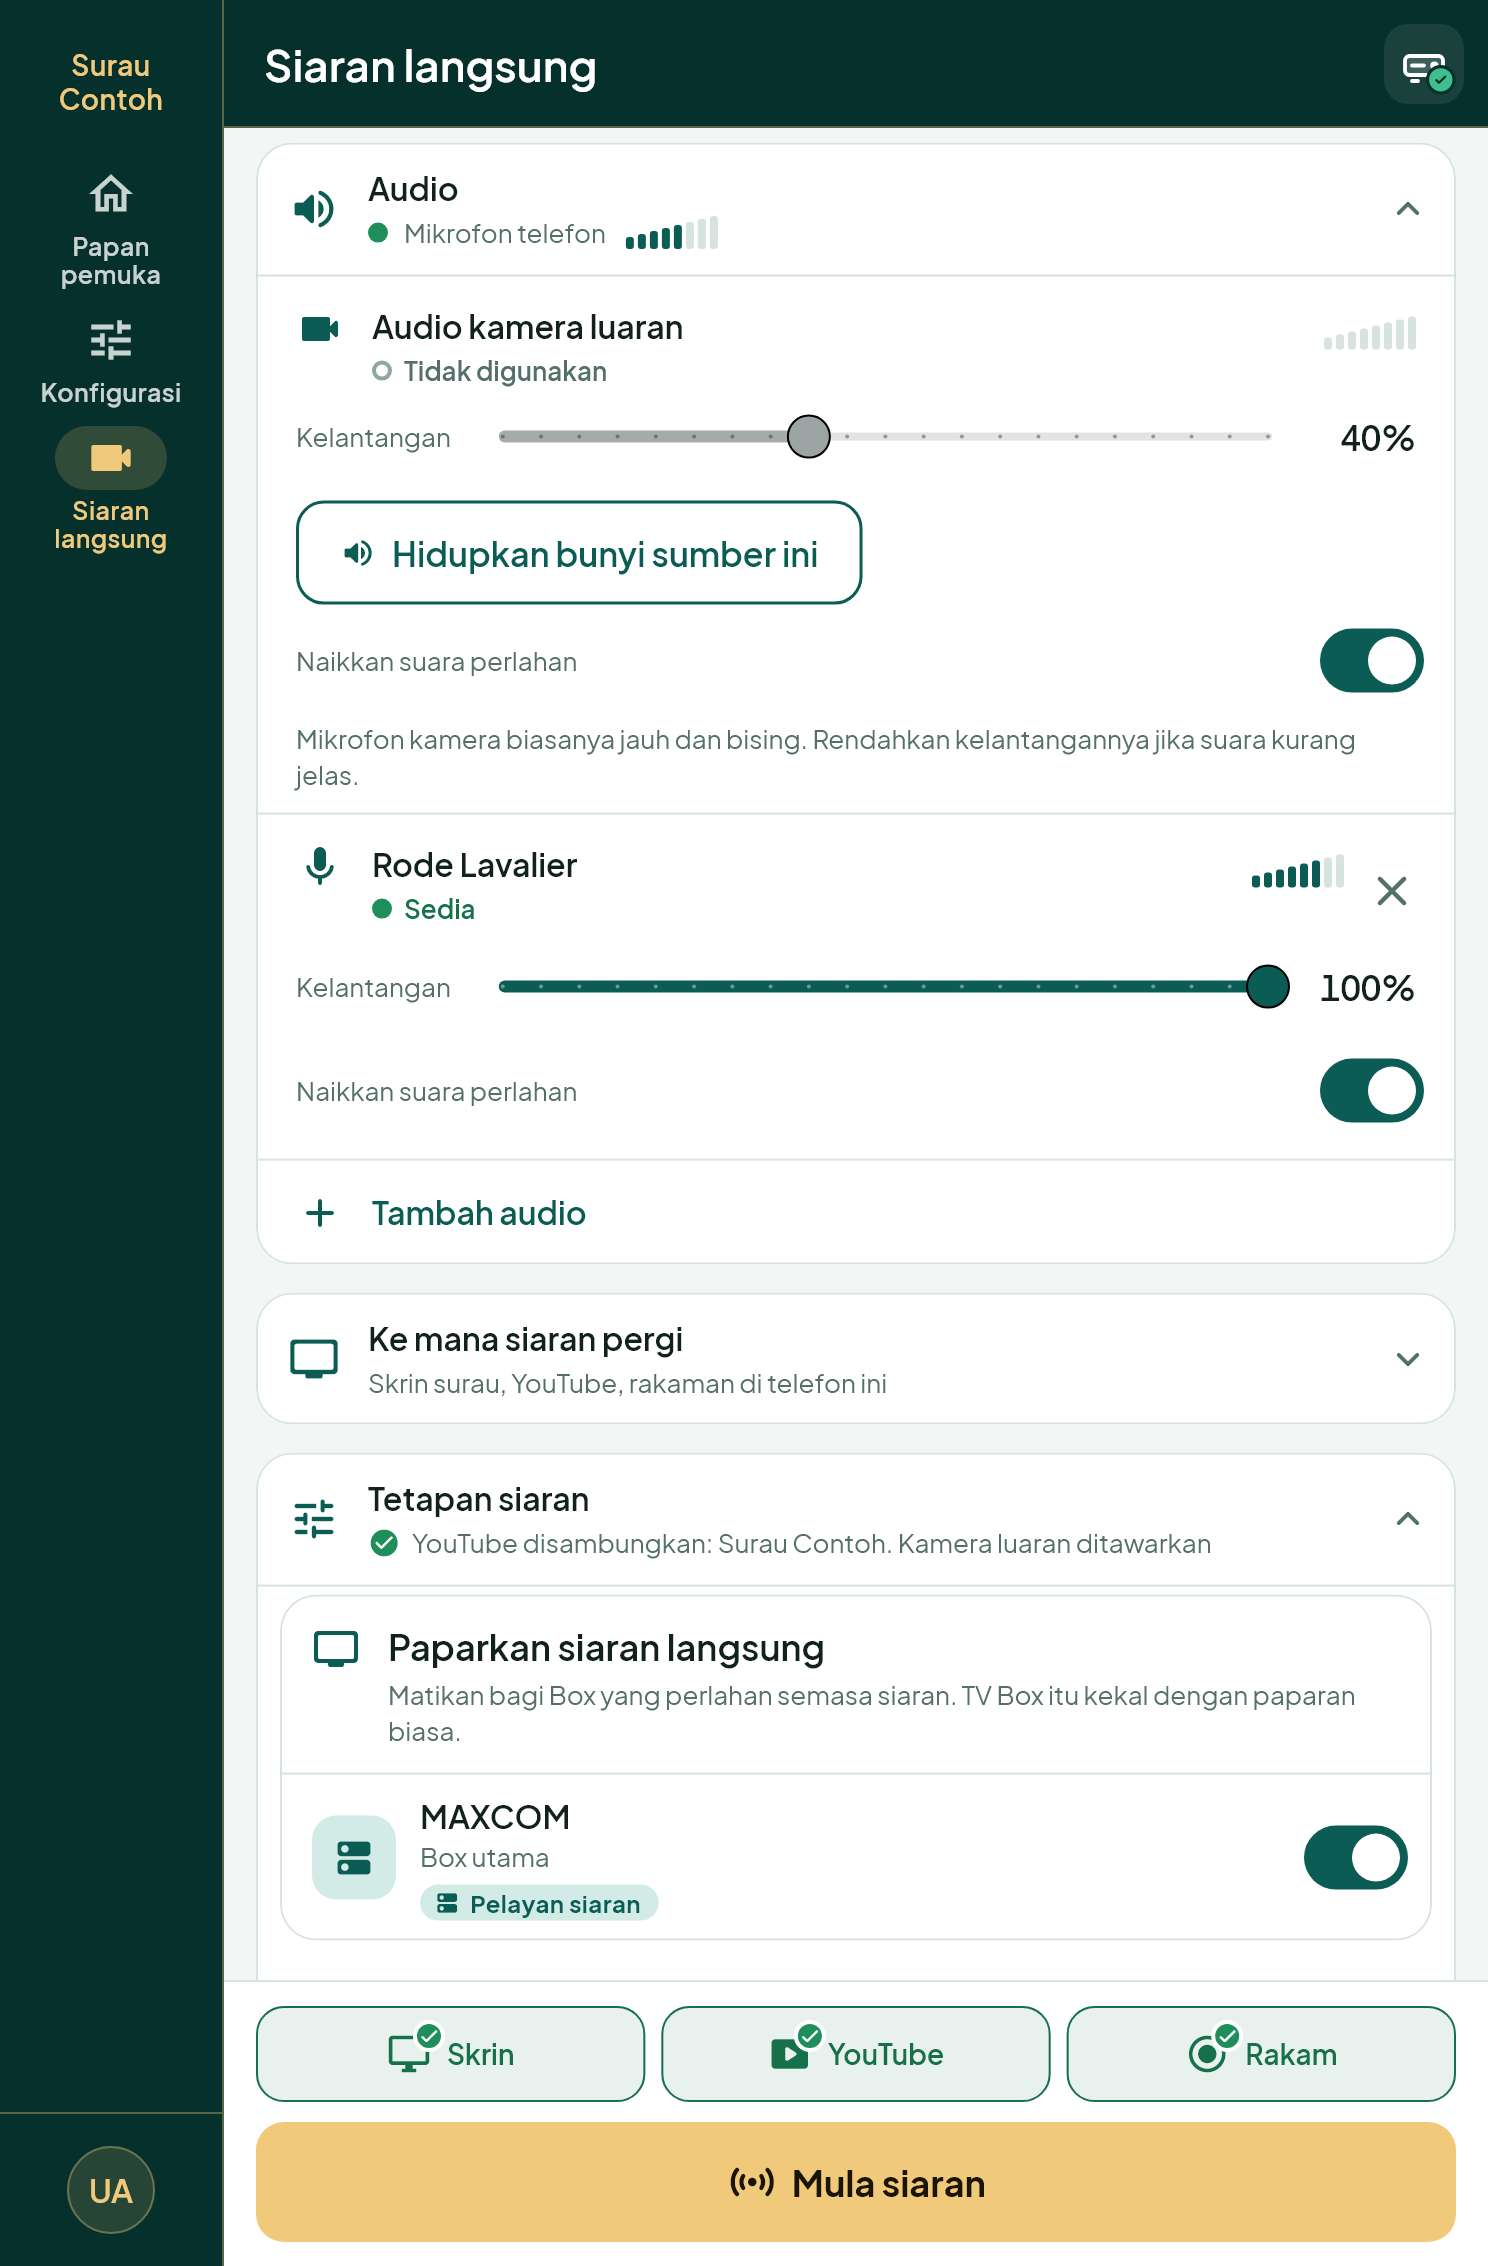 Surau
Contoh
Papan
pemuka
Konfigurasi
Siaran
langsung
UA
Siaran langsung
Audio
Mikrofon telefon
Audio kamera luaran
Tidak digunakan
Kelantangan
40%
Hidupkan bunyi sumber ini
Naikkan suara perlahan
Mikrofon kamera biasanya jauh dan bising. Rendahkan kelantangannya jika suara kurang
jelas.
Rode Lavalier
Sedia
Kelantangan
100%
Naikkan suara perlahan
Tambah audio
Ke mana siaran pergi
Skrin surau, YouTube, rakaman di telefon ini
Tetapan siaran
YouTube disambungkan: Surau Contoh. Kamera luaran ditawarkan
Paparkan siaran langsung
Matikan bagi Box yang perlahan semasa siaran. TV Box itu kekal dengan paparan
biasa.
MAXCOM
Box utama
Pelayan siaran
Skrin
YouTube
Rakam
Mula siaran